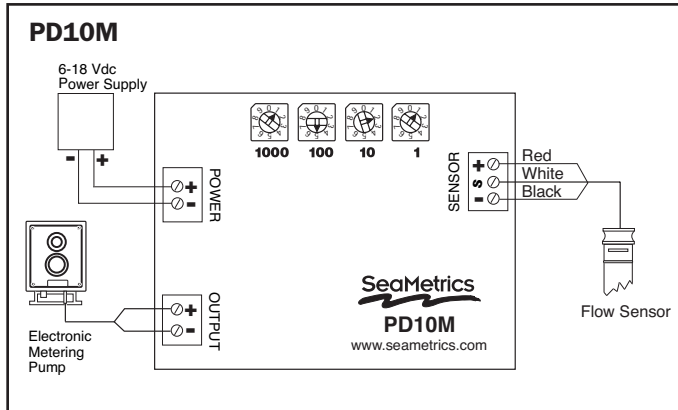 PD10M
6-18 Vdc
Power Supply
- +
POWER
+
-
1000 100 10 1
SENSOR
+ Red
S White
- Black
Flow Sensor
OUTPUT
+
-
Electronic
Metering
Pump
SeaMetrics
PD10M
www.seametrics.com